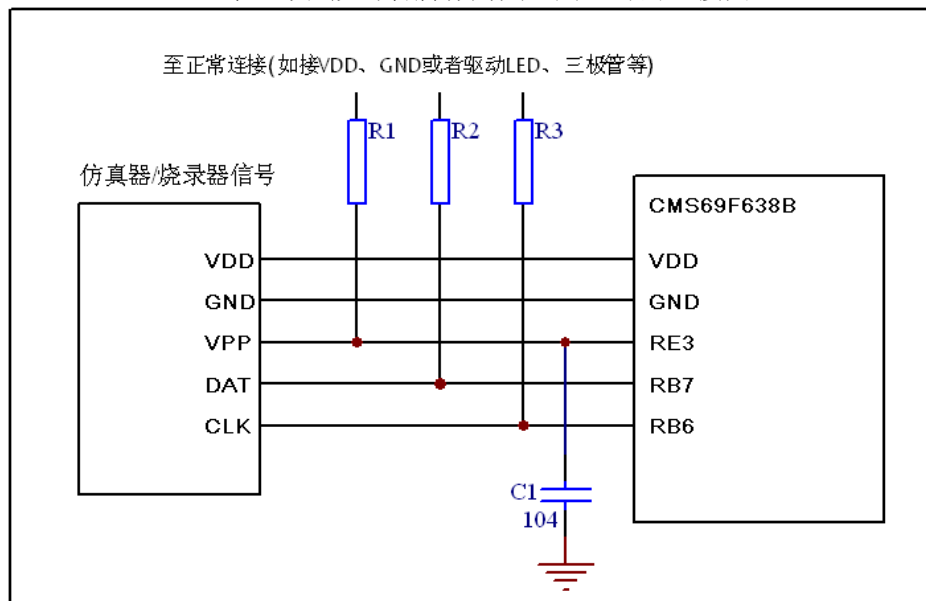 至正常连接(如接VDD、GND或者驱动LED、三极管等)
R1
R2
R3
仿真器/烧录器信号
VDD
GND
VPP
DAT
CLK
CMS69F638B
VDD
GND
RE3
RB7
RB6
C1
104